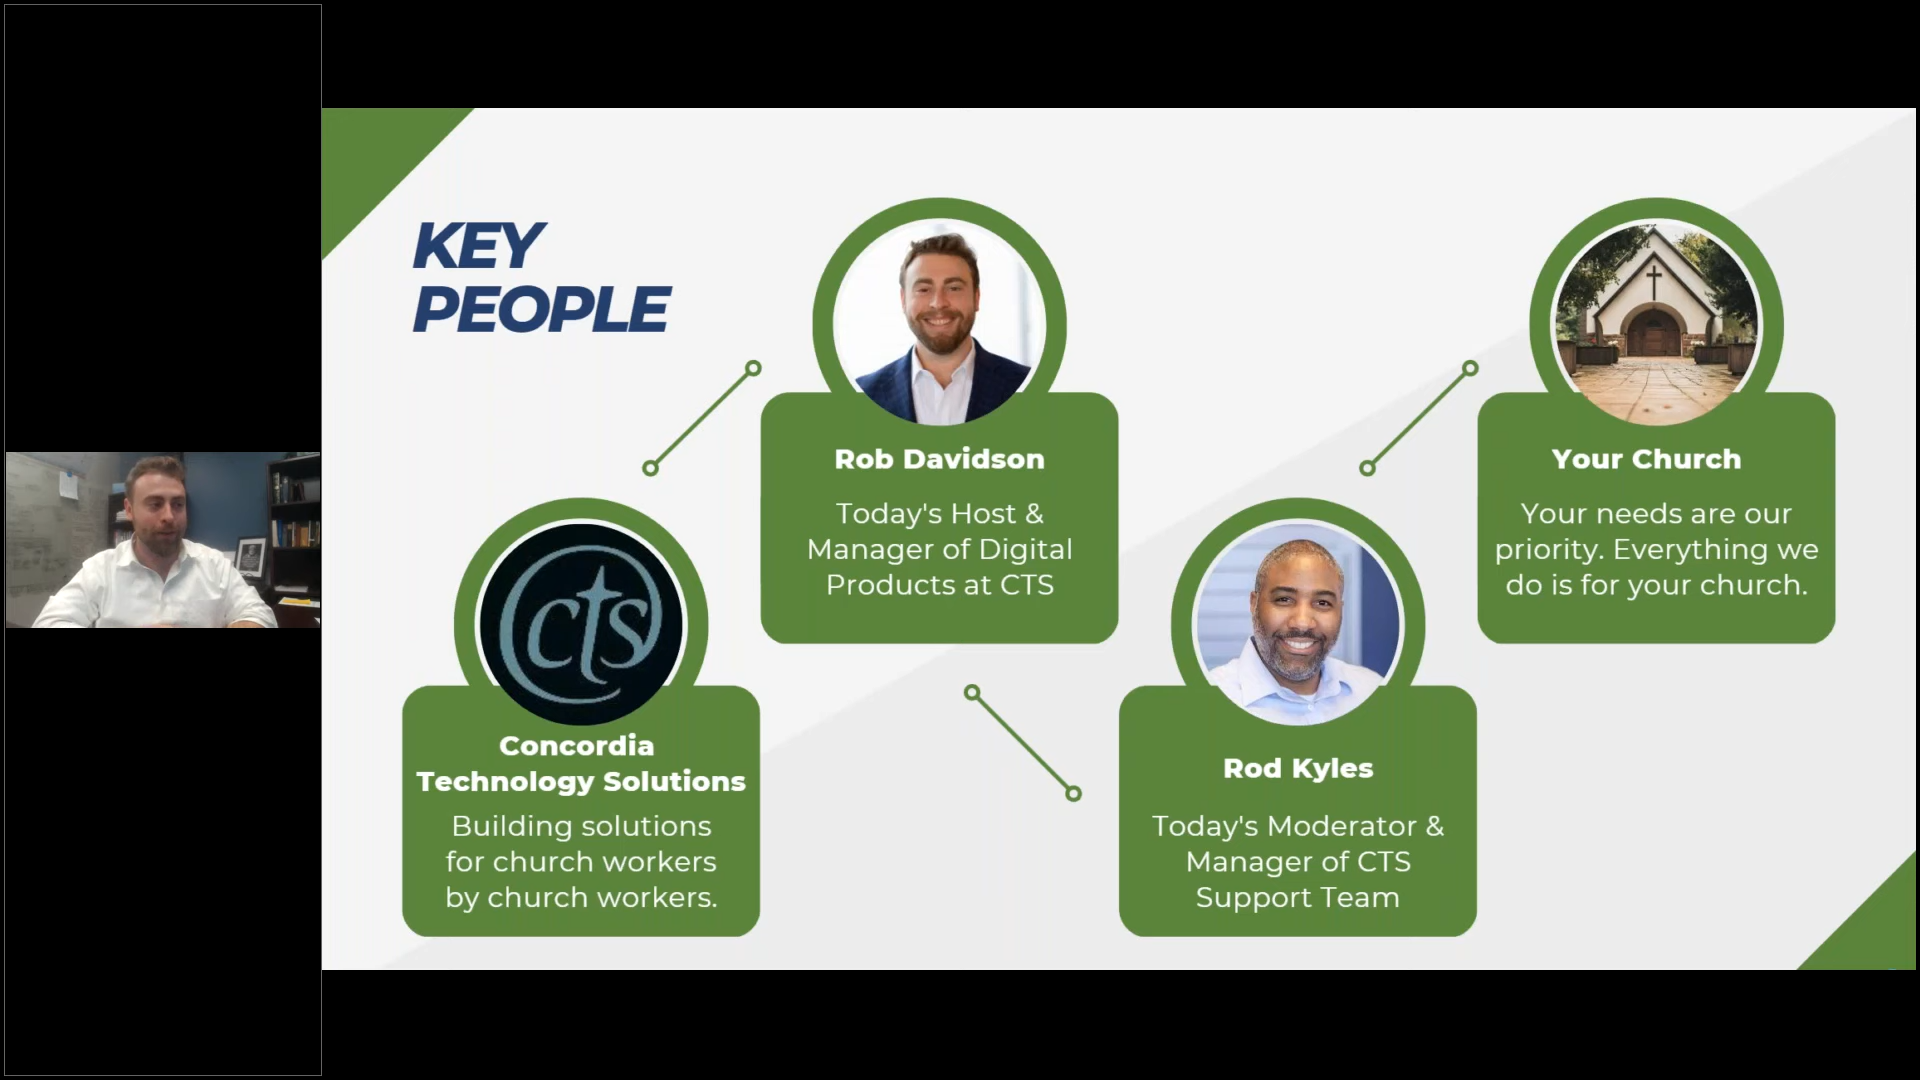 KEY
PEOPLE
cts
Concordia
Technology Solutions
Building solutions
for church workers
by church workers.
Rob Davidson
Today's Host &
Manager of Digital
Products at CTS
Rod Kyles
Today's Moderator &
Manager of CTS
Support Team
Your Church
Your needs are our
priority. Everything we
do is for your church.